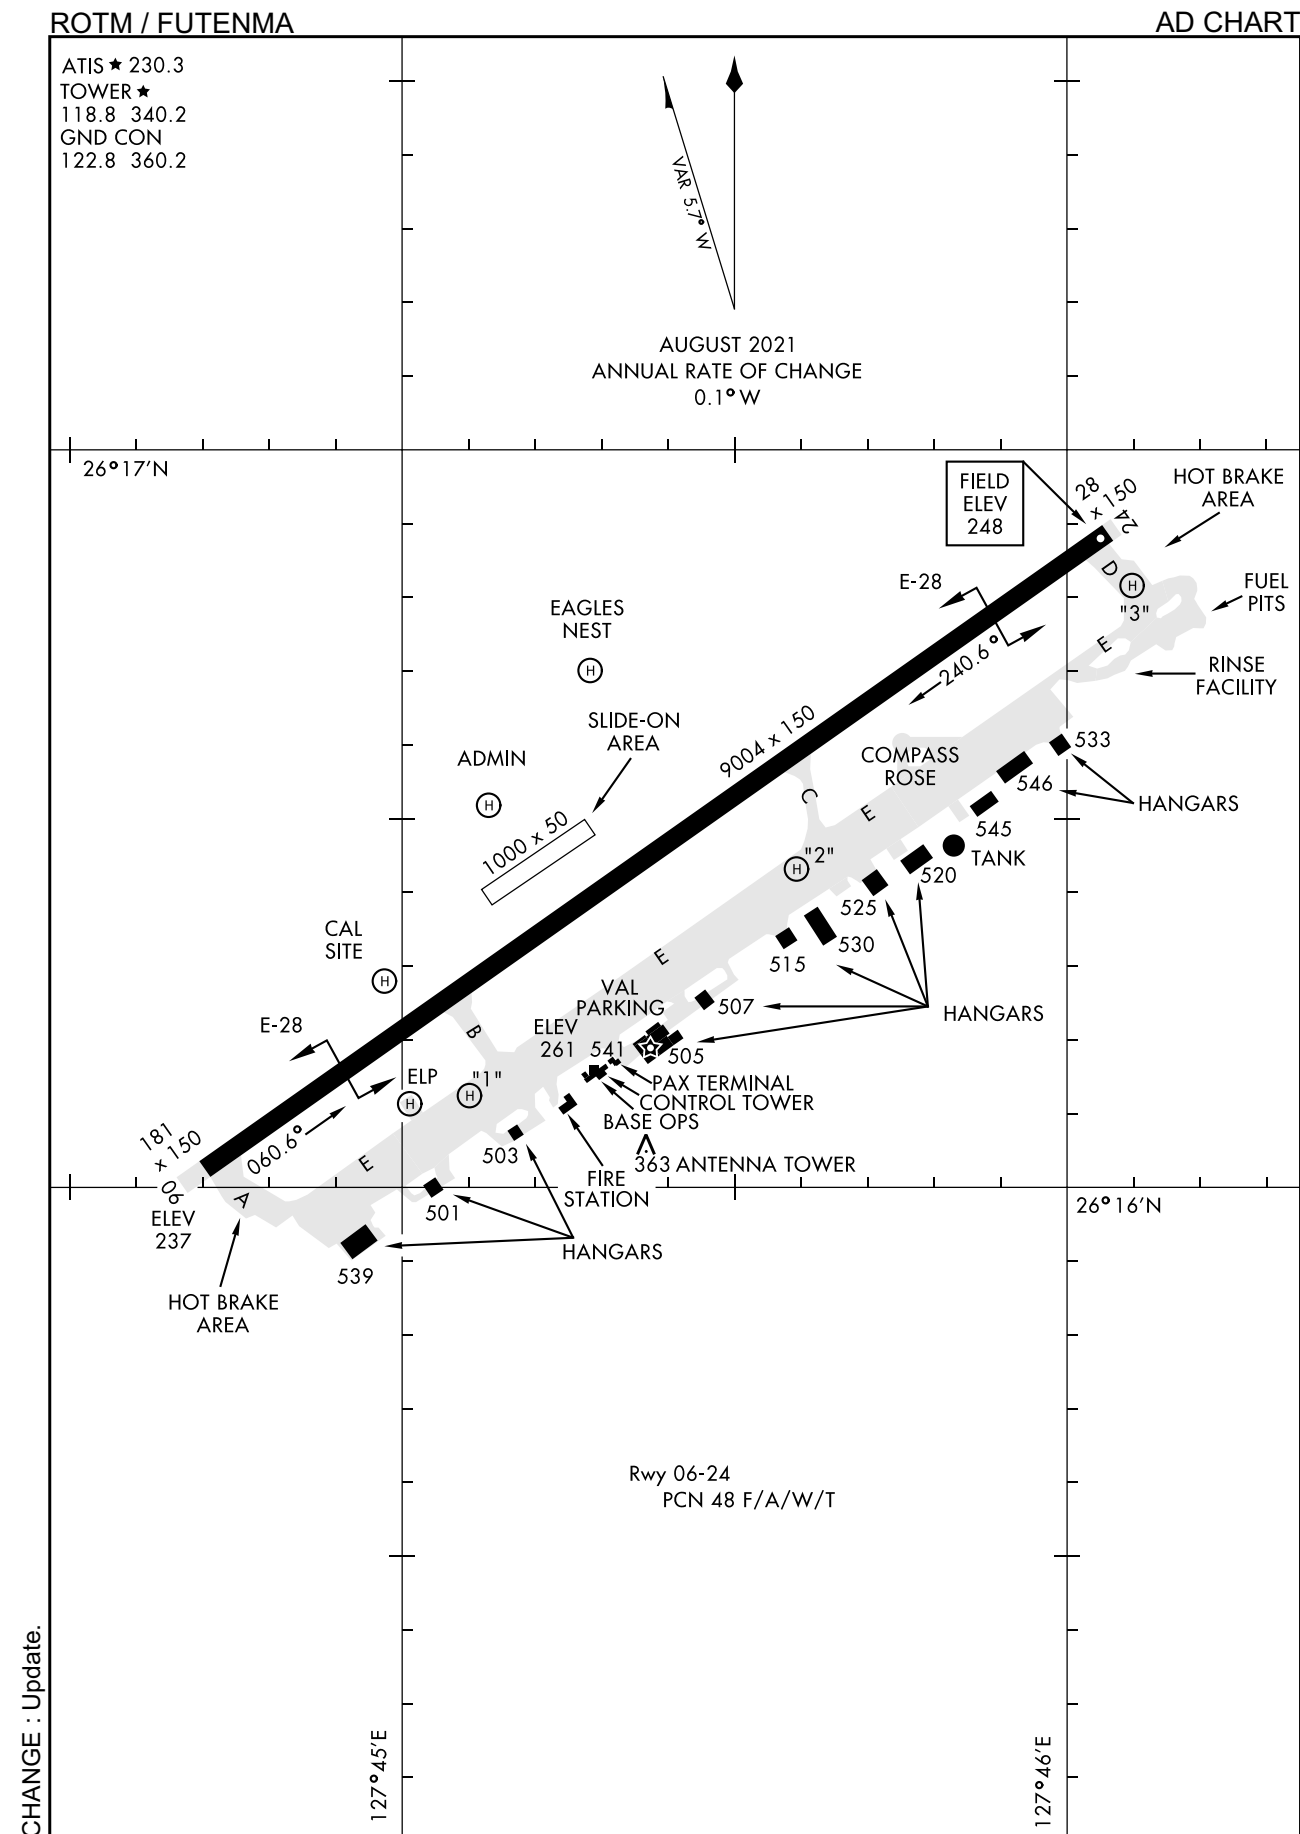 ROTM / FUTENMA
AD CHART
ATIS ★ 230.3
TOWER ★
118.8 340.2
GND CON
122.8 360.2
VAR 5.7° W
AUGUST 2021
ANNUAL RATE OF CHANGE
0.1° W
26°17'N
FIELD
ELEV
248
28
x 150
24
HOT BRAKE
AREA
E-28
D
H
"3"
FUEL
PITS
EAGLES
NEST
H
E
240.6°
RINSE
FACILITY
SLIDE-ON
AREA
9004 x 150
ADMIN
H
COMPASS
ROSE
533
546
HANGARS
C
E
1000 x 50
545
"2"
H
TANK
520
525
CAL
SITE
H
530
515
E
VAL
PARKING
507
HANGARS
E-28
B
ELEV
261
541
505
ELP
H
"1"
H
PAX TERMINAL
CONTROL TOWER
BASE OPS
181
x 150
060.6°
503
363 ANTENNA TOWER
E
FIRE
STATION
06
A
ELEV
237
501
26°16'N
HANGARS
539
HOT BRAKE
AREA
Rwy 06-24
PCN 48 F/A/W/T
CHANGE : Update.
127°45'E
127°46'E